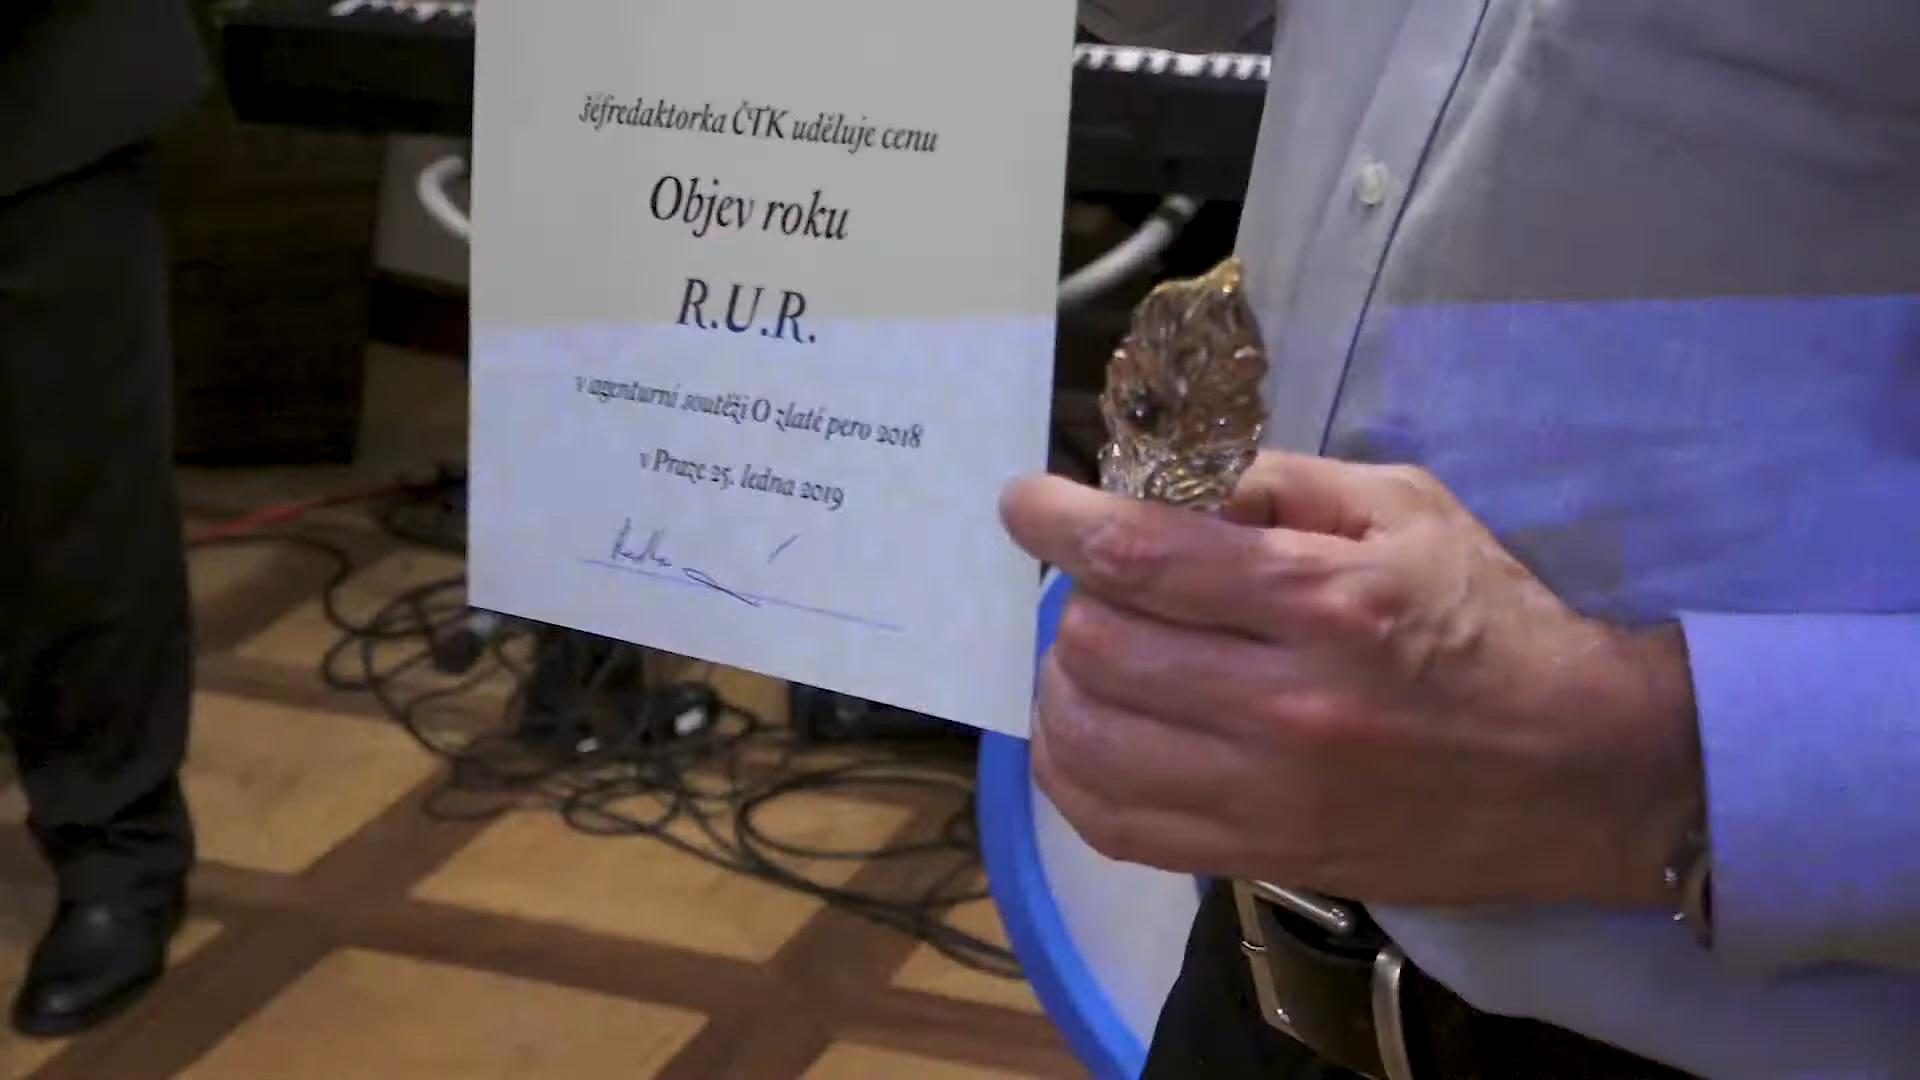 šéfredaktorka ČTK uděluje cenu
Objev roku
R.U.R.
v agenturní soutěži O zlaté pero 2018
v Praze 25. ledna 2019